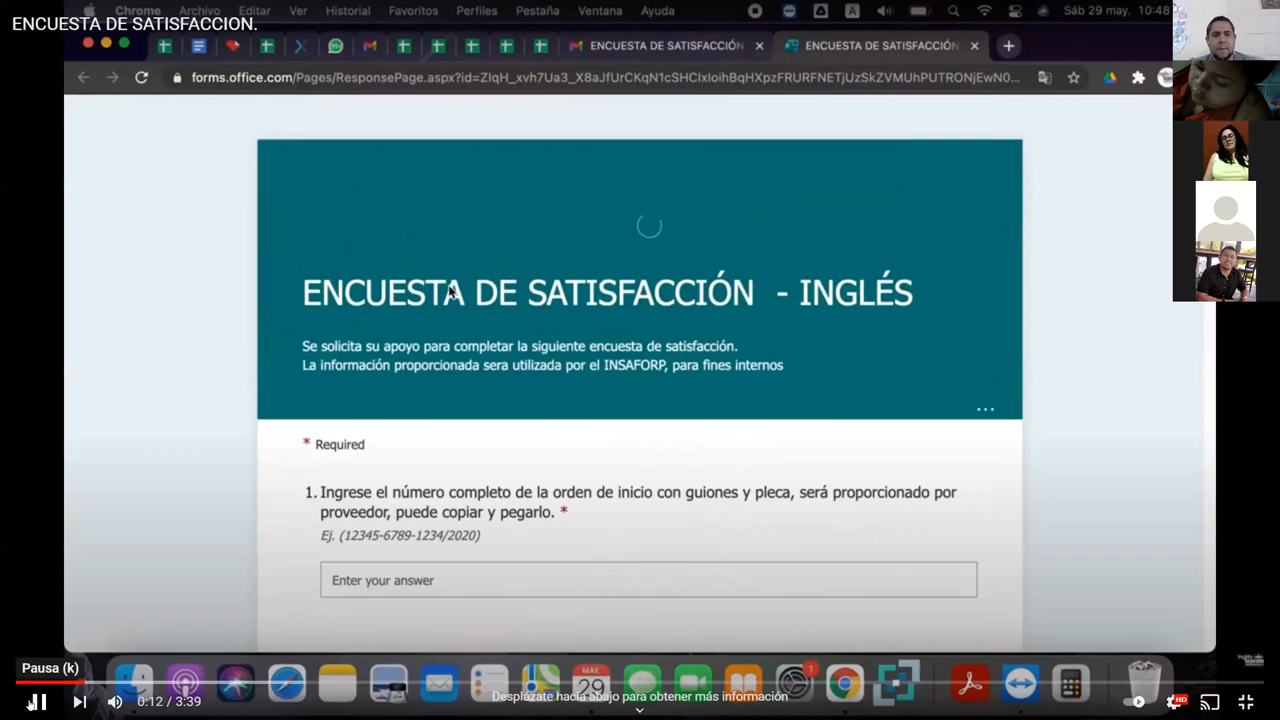 ENCUESTA DE SATISFACCION.
Chrome Archivo Editar Ver Historial Favoritos Perfiles Pestaña Ventana Ayuda Sáb 29 may. 10:48
ENCUESTA DE SATISFACCIÓN ENCUESTA DE SATISFACCIÓN
forms.office.com/Pages/ResponsePage.aspx?id=ZIqH_xvh7Ua3_X8aJfUrCKqN1cSHCIxIoihBqHXpzFRURFNETjUzSkZVMUhPUTRONjEwN0...
ENCUESTA DE SATISFACCIÓN - INGLÉS
Se solicita su apoyo para completar la siguiente encuesta de satisfacción.
La información proporcionada sera utilizada por el INSAFORP, para fines internos
...
* Required
1. Ingrese el número completo de la orden de inicio con guiones y pleca, será proporcionado por
proveedor, puede copiar y pegarlo. *
Ej. (12345-6789-1234/2020)
Enter your answer
Pausa (k)
MAY.
29
1
Desplázate hacia abajo para obtener más información
0:12 / 3:39
HD